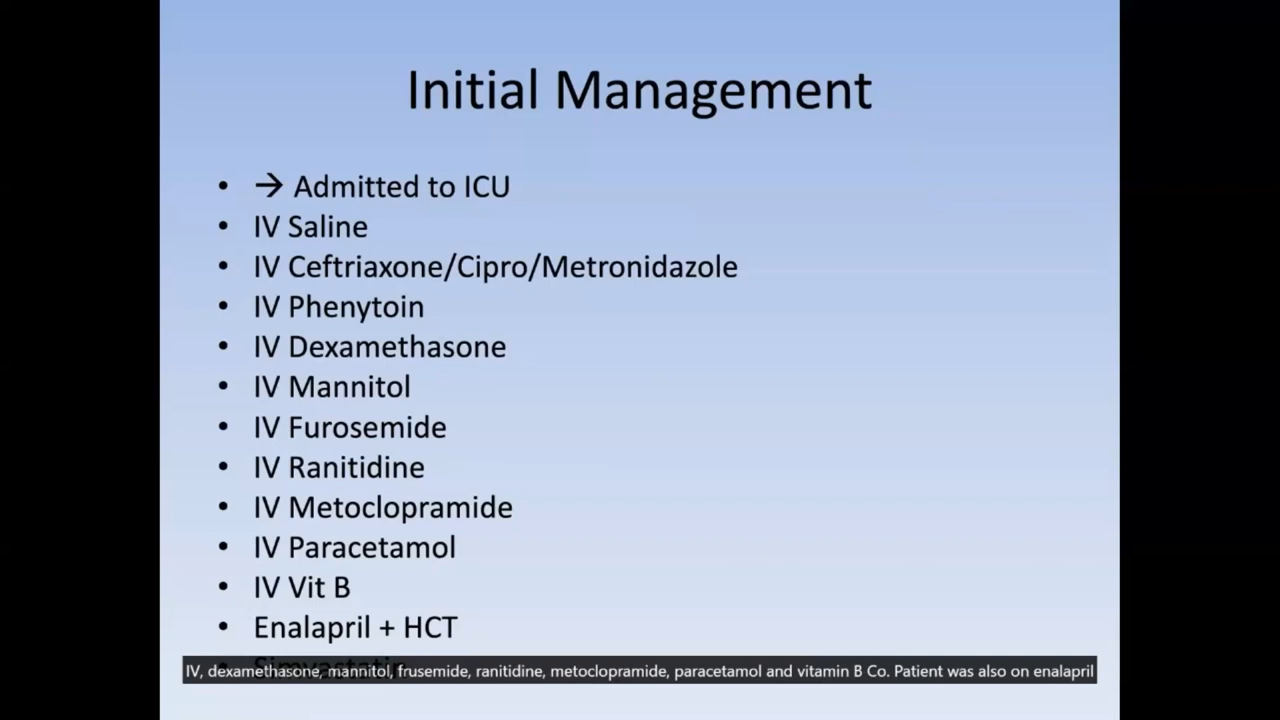 Initial Management
• → Admitted to ICU
• IV Saline
• IV Ceftriaxone/Cipro/Metronidazole
• IV Phenytoin
• IV Dexamethasone
• IV Mannitol
• IV Furosemide
• IV Ranitidine
• IV Metoclopramide
• IV Paracetamol
• IV Vit B
• Enalapril + HCT
• Simvastatin
IV, dexamethasone, mannitol, frusemide, ranitidine, metoclopramide, paracetamol and vitamin B Co. Patient was also on enalapril